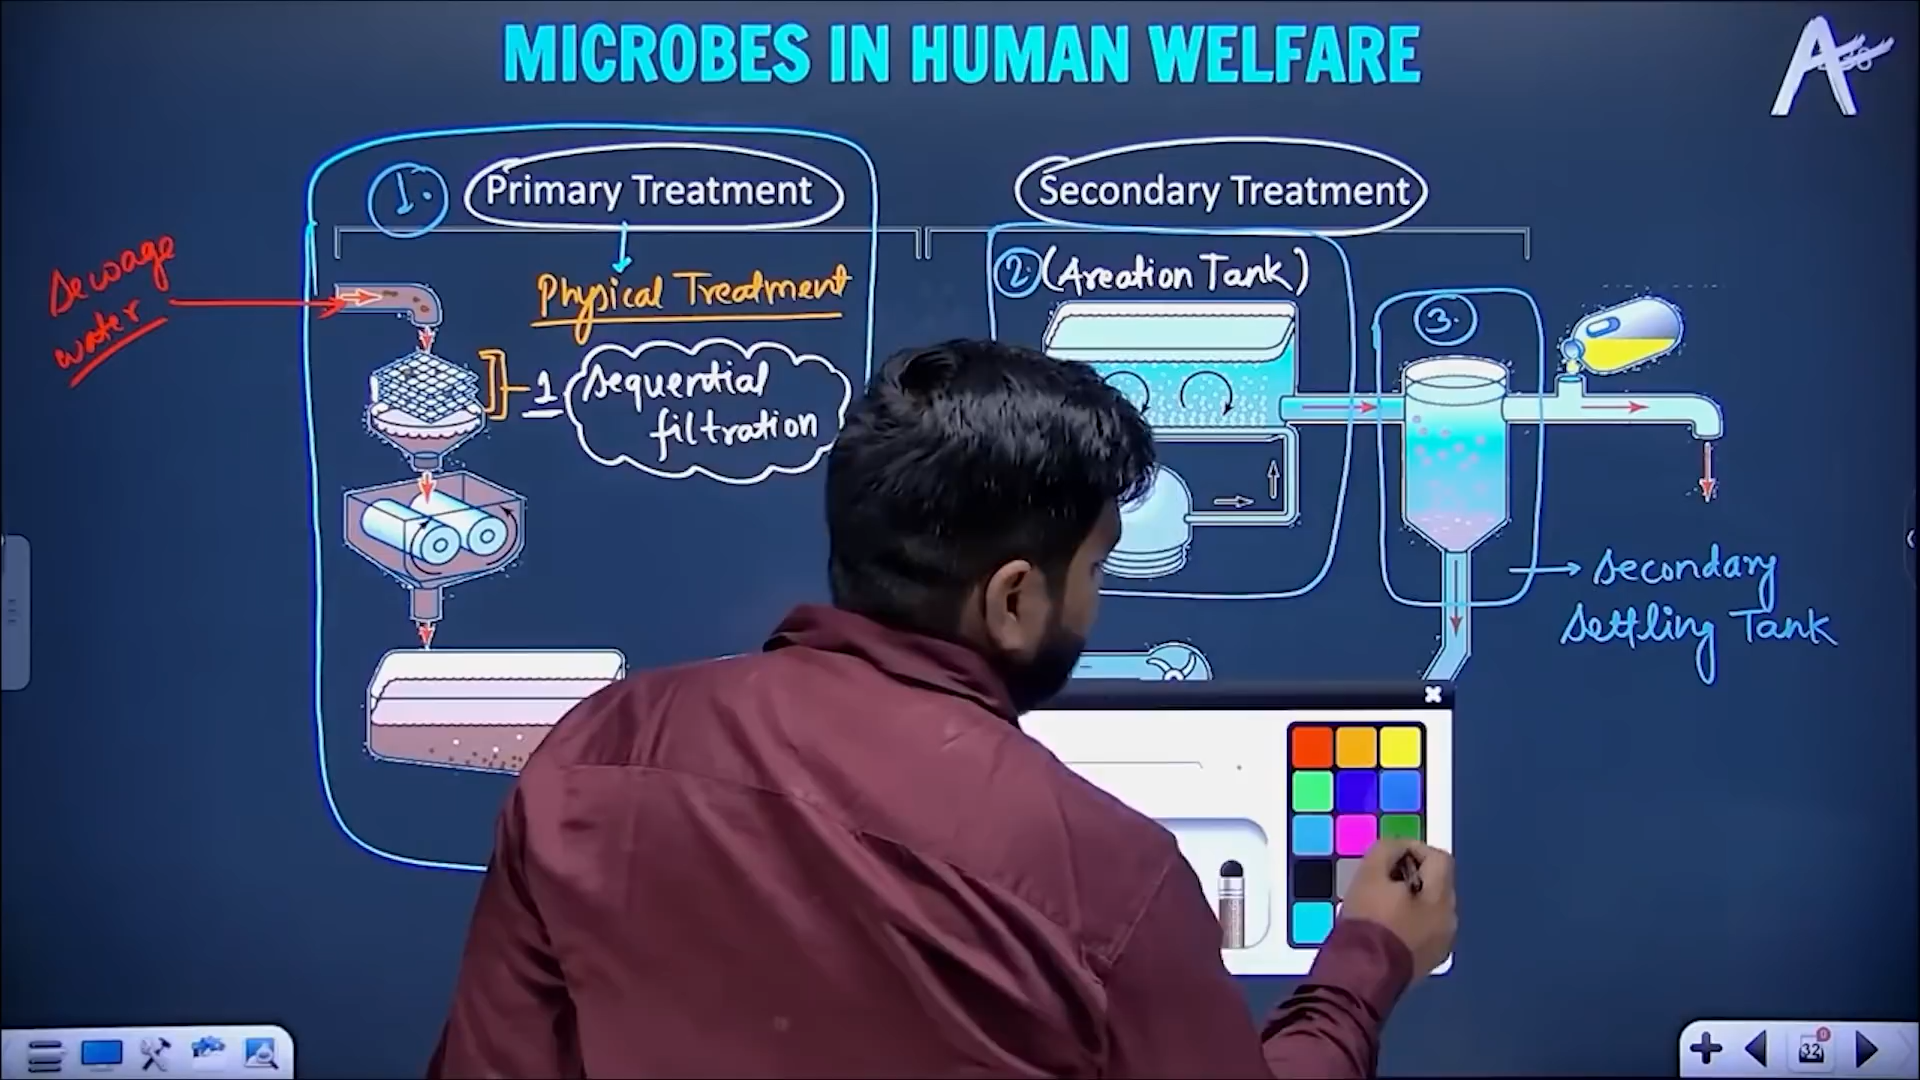 MICROBES IN HUMAN WELFARE
A
1.
Primary Treatment
Secondary Treatment
Sewage
water
Physical Treatment
2. (Areation Tank)
3.
1
Sequential
filtration
Secondary
Settling Tank
0
32